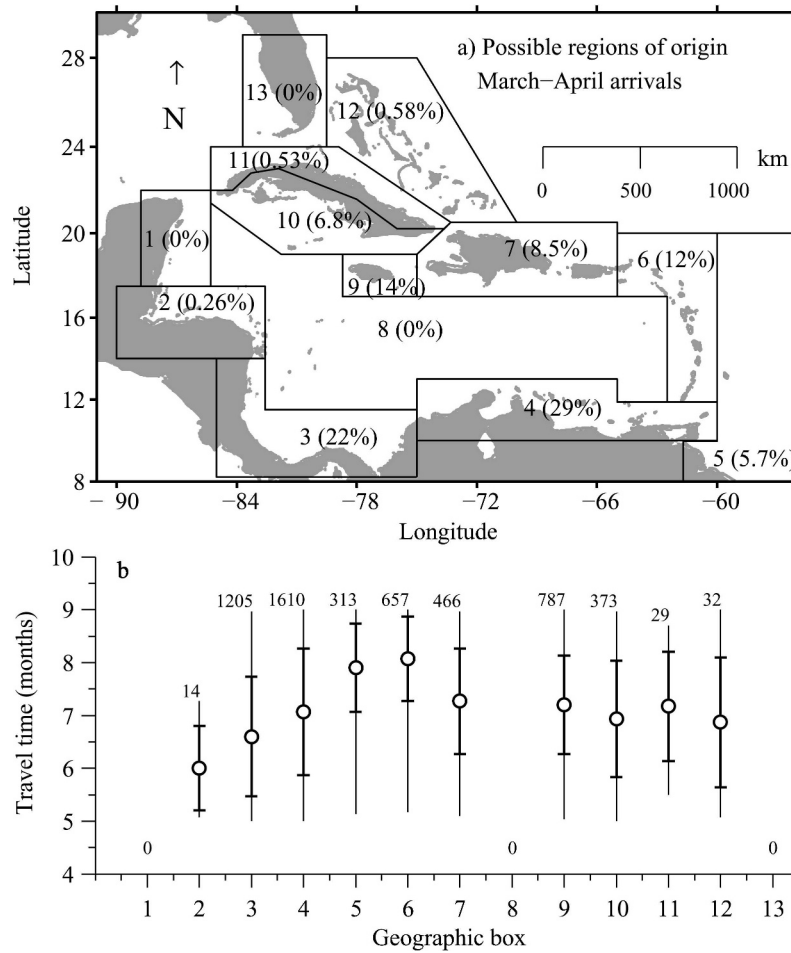 28
24
20
16
12
8
Latitude
↑
N
a) Possible regions of origin
March−April arrivals
km
0 500 1000
13 (0%)
12 (0.58%)
11(0.53%)
10 (6.8%)
1 (0%)
7 (8.5%)
6 (12%)
9 (14%)
2 (0.26%)
8 (0%)
4 (29%)
3 (22%)
5 (5.7%)
− 90 −84 −78 −72 −66 −60
Longitude
b
10
9
8
7
6
5
4
Travel time (months)
0 14 1205 1610 313 657 466 0 787 373 29 32 0
1 2 3 4 5 6 7 8 9 10 11 12 13
Geographic box